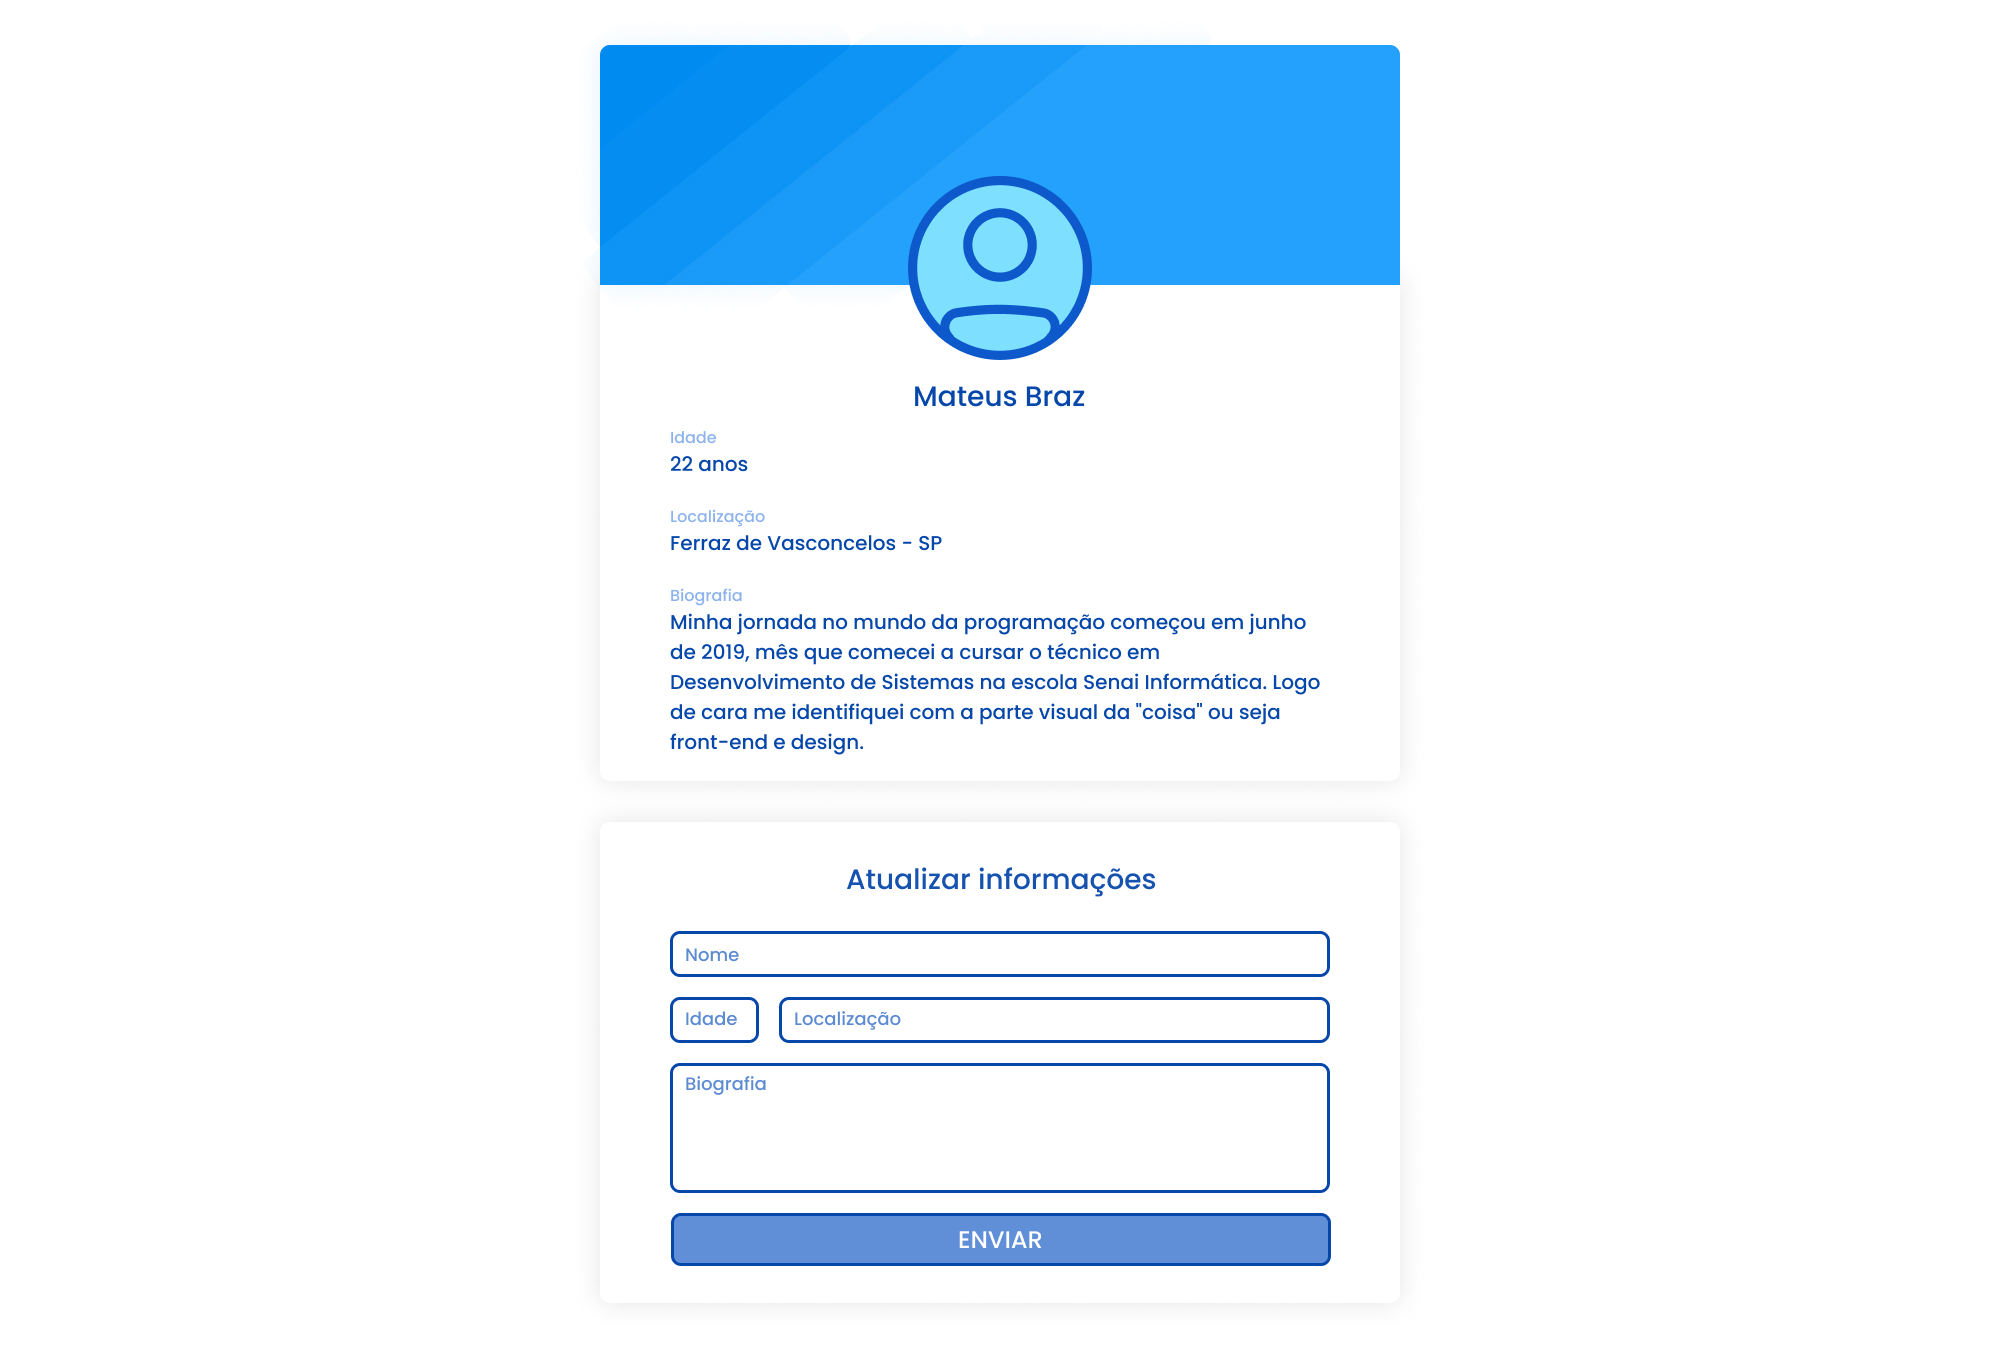 Mateus Braz
Idade
22 anos
Localização
Ferraz de Vasconcelos - SP
Biografia
Minha jornada no mundo da programação começou em junho
de 2019, mês que comecei a cursar o técnico em
Desenvolvimento de Sistemas na escola Senai Informática. Logo
de cara me identifiquei com a parte visual da "coisa" ou seja
front-end e design.
Atualizar informações
Nome
Idade
Localização
Biografia
ENVIAR